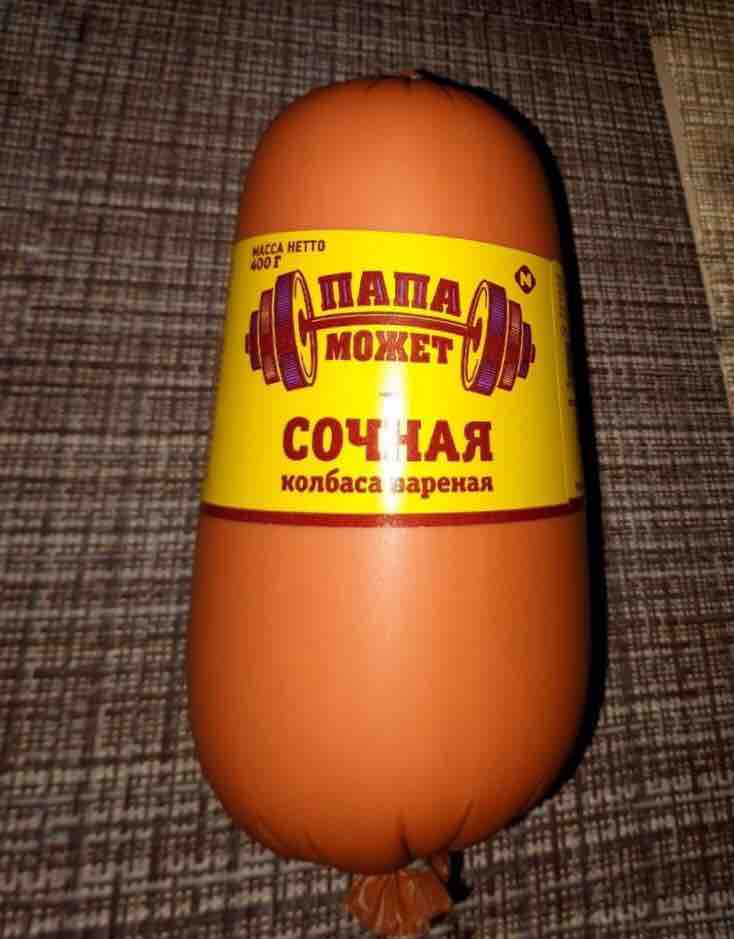 МАССА НЕТТО
400 Г
ПАПА
МОЖЕТ
СОЧНАЯ
колбаса вареная